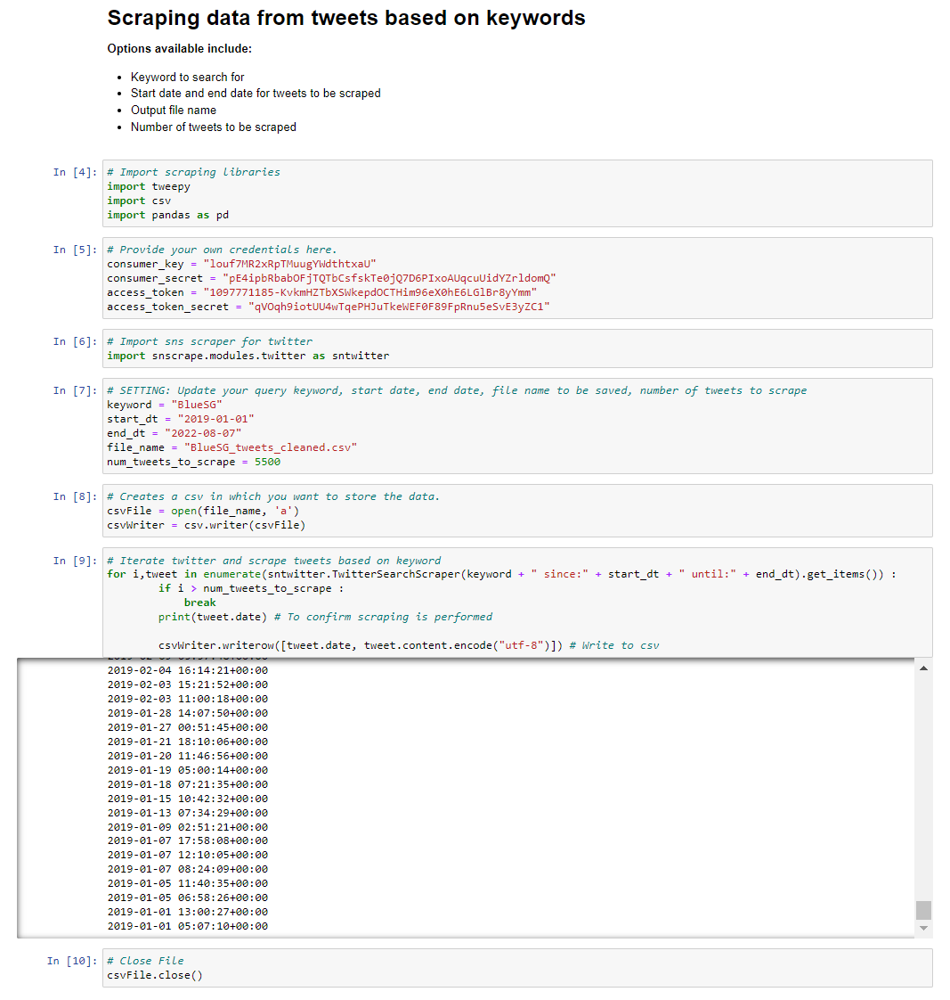 Scraping data from tweets based on keywords
Options available include:
• Keyword to search for
• Start date and end date for tweets to be scraped
• Output file name
• Number of tweets to be scraped
In [4]: # Import scraping libraries
import tweepy
import csv
import pandas as pd
In [5]: # Provide your own credentials here.
consumer_key = "louf7MR2xRpTMuugYWdthtxaU"
consumer_secret = "pE4ipbRbabOFjTQTbCsfskTe0jQ7D6PIxoAUqcuUidYZrldomQ"
access_token = "1097771185-KvkmHZTbXSWkepdOCTHim96eX0hE6LGlBr8yYmm"
access_token_secret = "qVOqh9iotUU4wTqePHJuTkeWEF0F89FpRnu5eSvE3yZC1"
In [6]: # Import sns scraper for twitter
import snscrape.modules.twitter as sntwitter
In [7]: # SETTING: Update your query keyword, start date, end date, file name to be saved, number of tweets to scrape
keyword = "BlueSG"
start_dt = "2019-01-01"
end_dt = "2022-08-07"
file_name = "BlueSG_tweets_cleaned.csv"
num_tweets_to_scrape = 5500
In [8]: # Creates a csv in which you want to store the data.
csvFile = open(file_name, 'a')
csvWriter = csv.writer(csvFile)
In [9]: # Iterate twitter and scrape tweets based on keyword
for i,tweet in enumerate(sntwitter.TwitterSearchScraper(keyword + " since:" + start_dt + " until:" + end_dt).get_items()) :
        if i > num_tweets_to_scrape :
            break
        print(tweet.date) # To confirm scraping is performed
        csvWriter.writerow([tweet.date, tweet.content.encode("utf-8")]) # Write to csv
2019-02-04 16:14:21+00:00
2019-02-03 15:21:52+00:00
2019-02-03 11:00:18+00:00
2019-01-28 14:07:50+00:00
2019-01-27 00:51:45+00:00
2019-01-21 18:10:06+00:00
2019-01-20 11:46:56+00:00
2019-01-19 05:00:14+00:00
2019-01-18 07:21:35+00:00
2019-01-15 10:42:32+00:00
2019-01-13 07:34:29+00:00
2019-01-09 02:51:21+00:00
2019-01-07 17:58:08+00:00
2019-01-07 12:10:05+00:00
2019-01-07 08:24:09+00:00
2019-01-05 11:40:35+00:00
2019-01-05 06:58:26+00:00
2019-01-01 13:00:27+00:00
2019-01-01 05:07:10+00:00
In [10]: # Close File
csvFile.close()